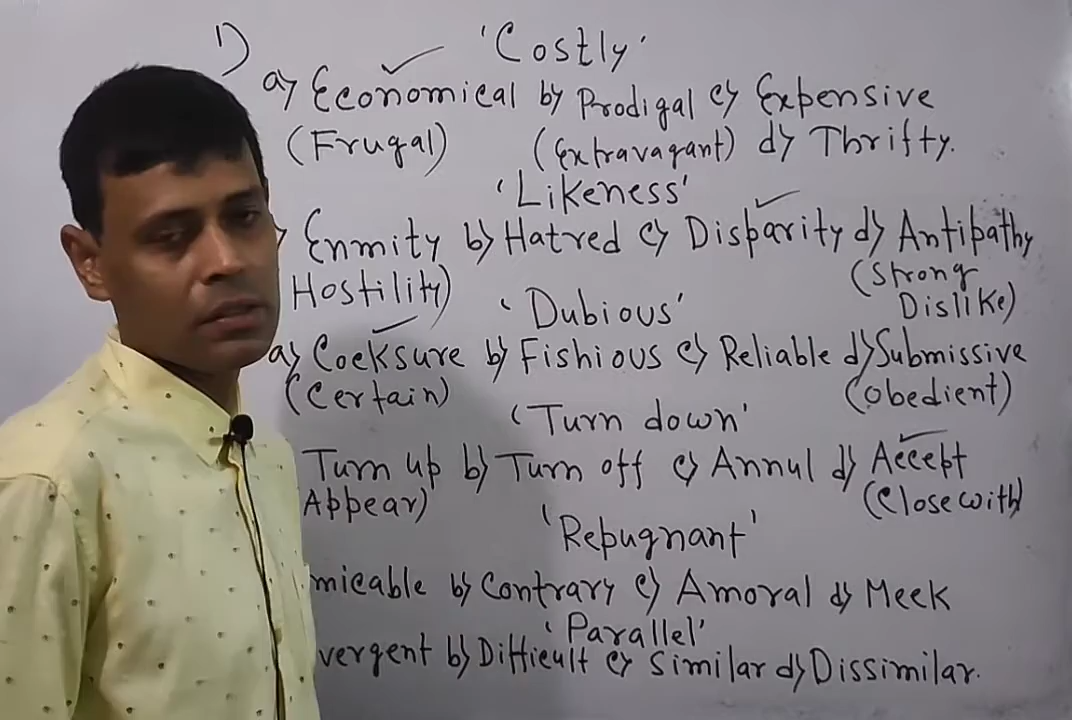 1) 'Costly'
a) Economical b) Prodigal c) Expensive
(Frugal) (Extravagant) d) Thrifty.
'Likeness'
) Enmity b) Hatred c) Disparity d) Antipathy
Hostility) (Strong
Dislike)
'Dubious'
a) Cocksure b) Fishious c) Reliable d) Submissive
(Certain) (Obedient)
'Turn down'
Turn up b) Turn off c) Annul d) Accept
Appear) (Close with)
'Repugnant'
micable b) Contrary c) Amoral d) Meek
'Parallel'
vergent b) Difficult c) Similar d) Dissimilar.